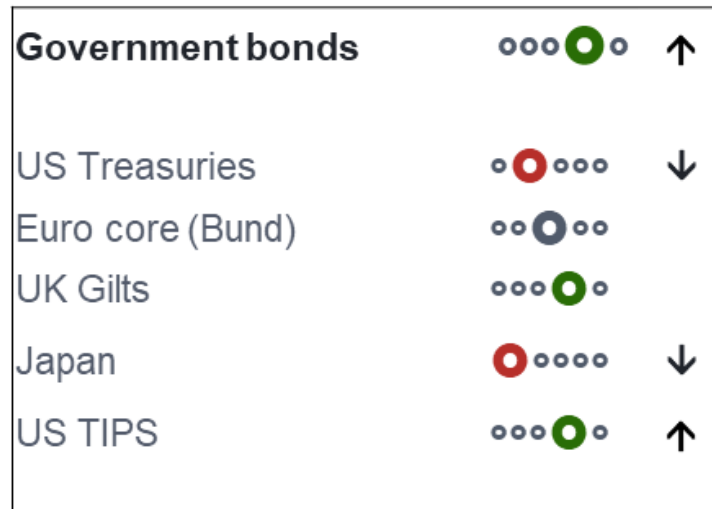 Government bonds
US Treasuries
Euro core (Bund)
UK Gilts
Japan
US TIPS